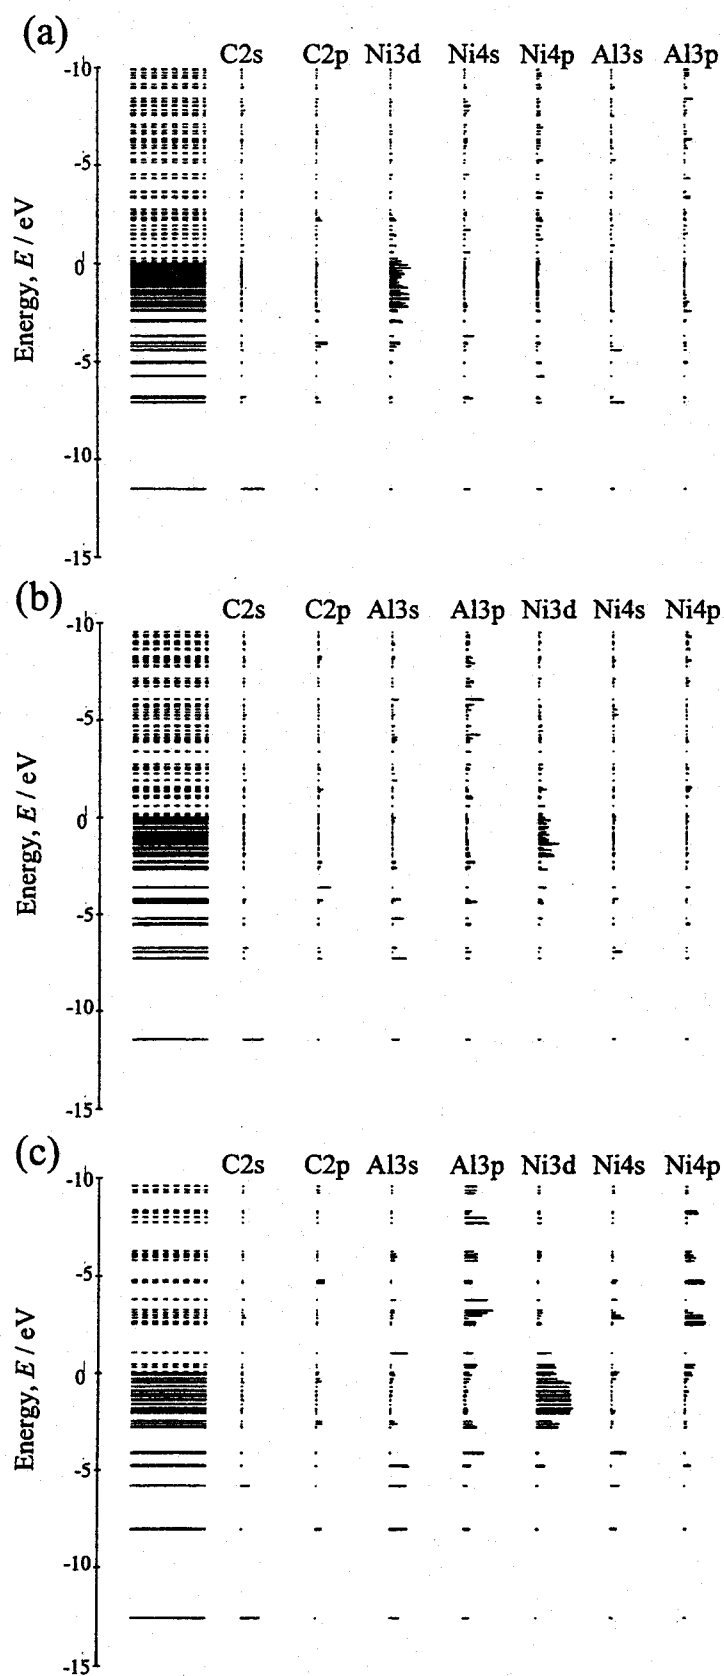 (a)
C2s C2p Ni3d Ni4s Ni4p Al3s Al3p
-10
-5
0
-5
-10
-15
Energy, E / eV
(b)
C2s C2p Al3s Al3p Ni3d Ni4s Ni4p
-10
-5
0
-5
-10
-15
Energy, E / eV
(c)
C2s C2p Al3s Al3p Ni3d Ni4s Ni4p
-10
-5
0
-5
-10
-15
Energy, E / eV